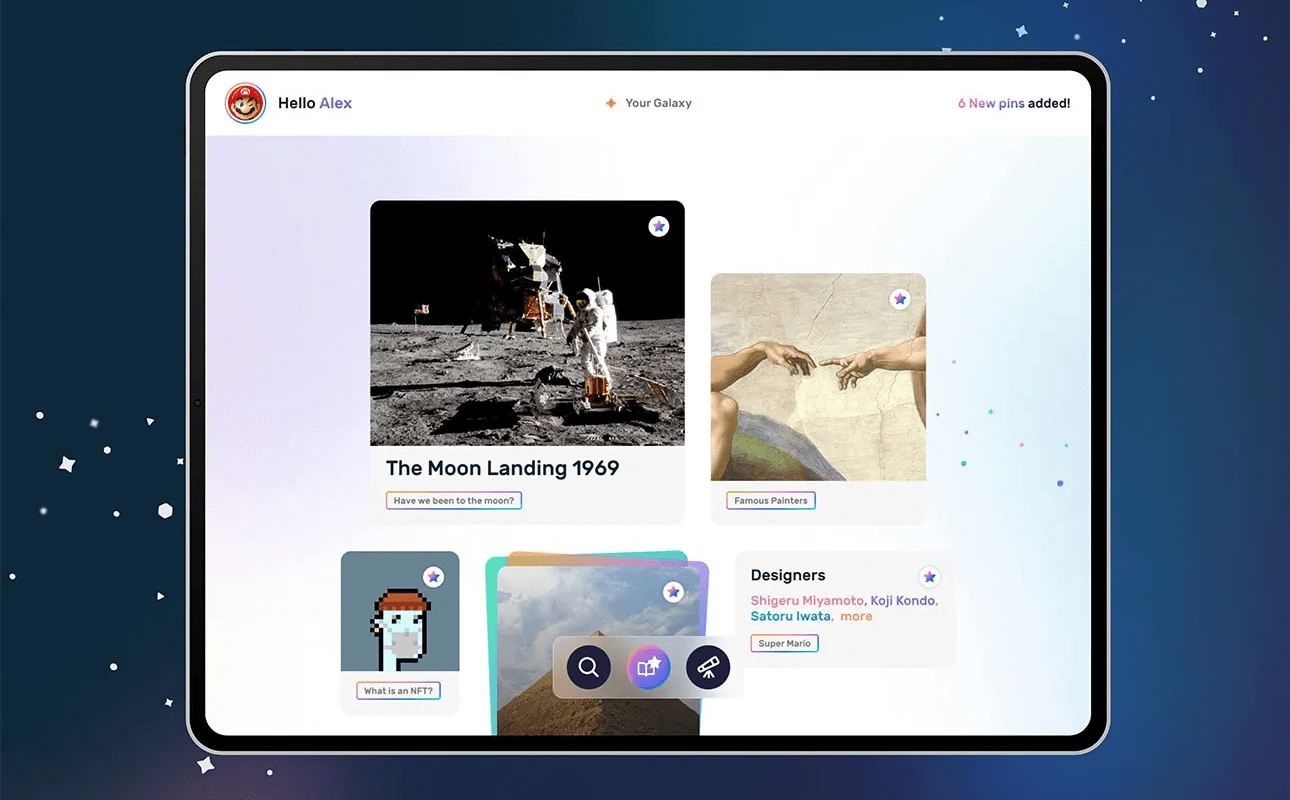 Hello Alex
Your Galaxy
6 New pins added!
The Moon Landing 1969
Have we been to the moon?
Famous Painters
What is an NFT?
Designers
Shigeru Miyamoto, Koji Kondo,
Satoru Iwata, more
Super Mario